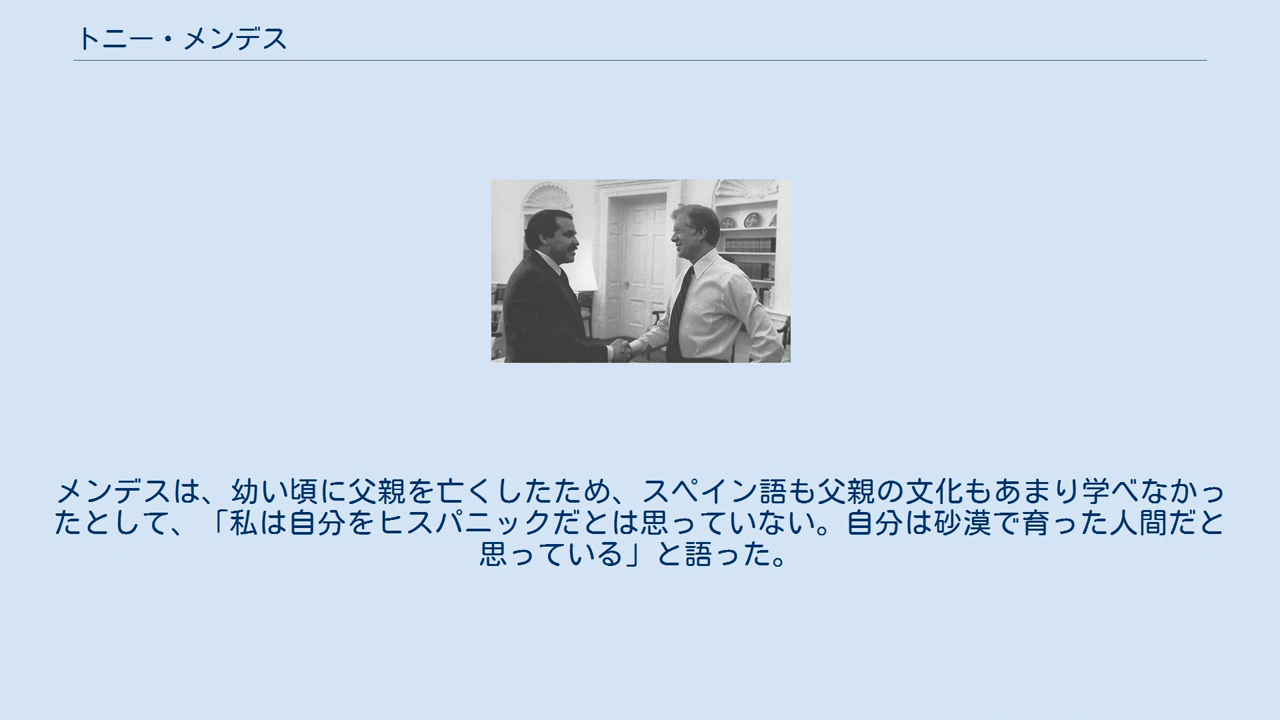 トニー・メンデス
メンデスは、幼い頃に父親を亡くしたため、スペイン語も父親の文化もあまり学べなかっ
たとして、「私は自分をヒスパニックだとは思っていない。自分は砂漠で育った人間だと
思っている」と語った。